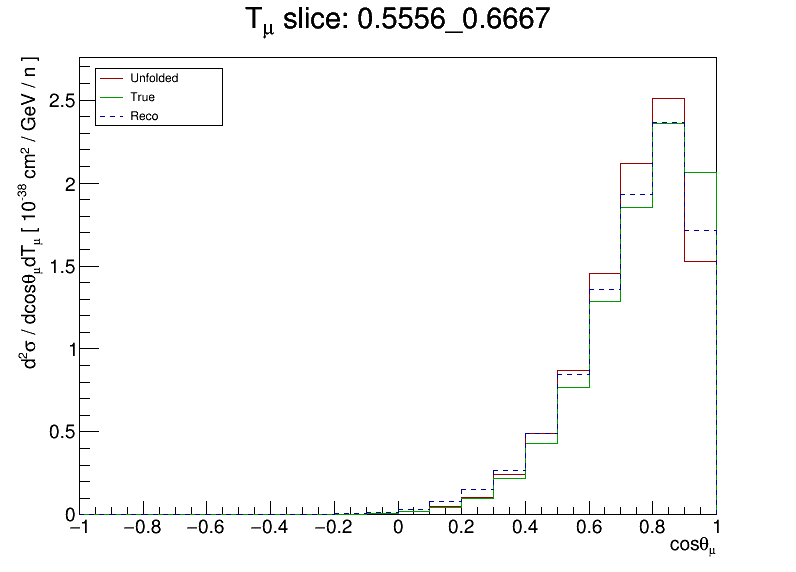 Tμ slice: 0.5556_0.6667
d²σ / dcosθμdTμ [ 10⁻³⁸ cm² / GeV / n ]
Unfolded
True
Reco
2.5
2
1.5
1
0.5
0
−1 −0.8 −0.6 −0.4 −0.2 0 0.2 0.4 0.6 0.8 1
cosθμ